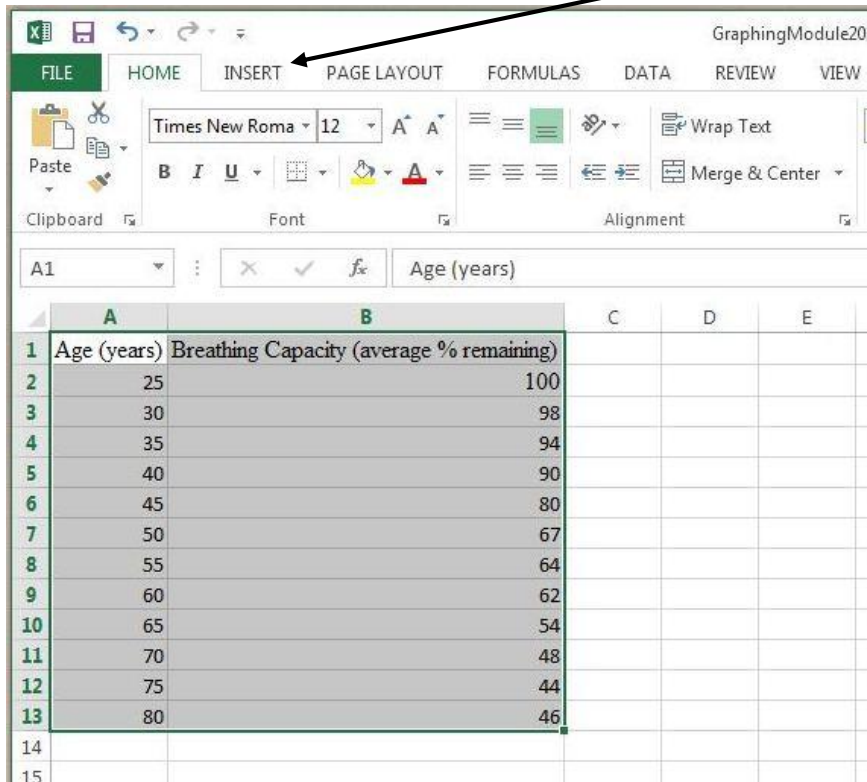 GraphingModule20
FILE HOME INSERT PAGE LAYOUT FORMULAS DATA REVIEW VIEW
Times New Roma 12 A A Wrap Text
Paste B I U A Merge & Center
Clipboard Font Alignment
A1 fx Age (years)
A B C D E
1 Age (years) Breathing Capacity (average % remaining)
2 25 100
3 30 98
4 35 94
5 40 90
6 45 80
7 50 67
8 55 64
9 60 62
10 65 54
11 70 48
12 75 44
13 80 46
14
15